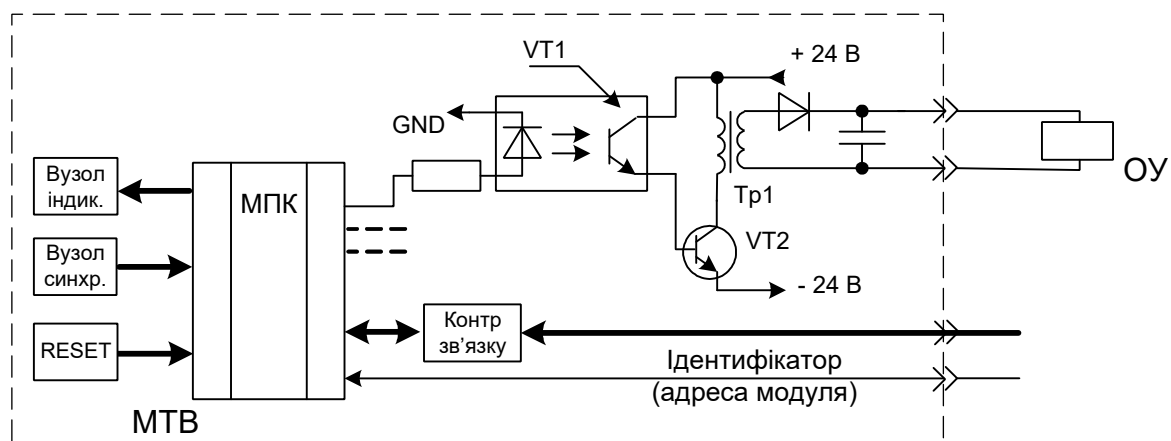 VT1
+ 24 В
GND
Вузол
індик.
МПК
Тр1
ОУ
Вузол
синхр.
VT2
- 24 В
RESET
Контр
зв’язку
Ідентифікатор
(адреса модуля)
МТВ